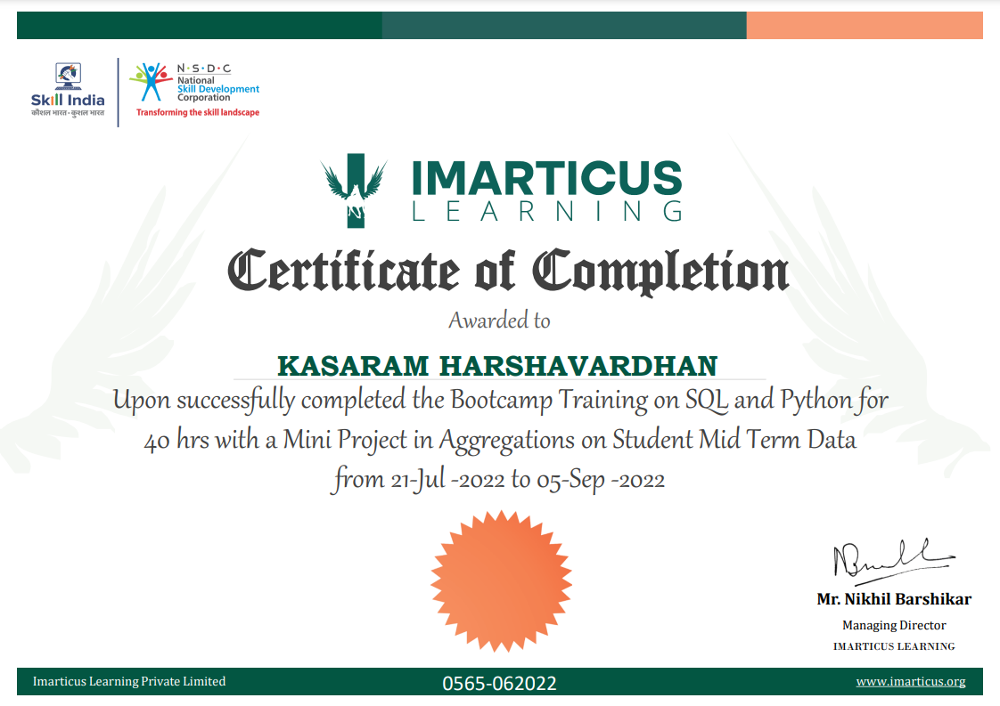 Skill India
कौशल भारत-कुशल भारत
N·S·D·C
National
Skill Development
Corporation
Transforming the skill landscape
IMARTICUS
LEARNING
Certificate of Completion
Awarded to
KASARAM HARSHAVARDHAN
Upon successfully completed the Bootcamp Training on SQL and Python for
40 hrs with a Mini Project in Aggregations on Student Mid Term Data
from 21-Jul -2022 to 05-Sep -2022
Mr. Nikhil Barshikar
Managing Director
IMARTICUS LEARNING
Imarticus Learning Private Limited
0565-062022
www.imarticus.org